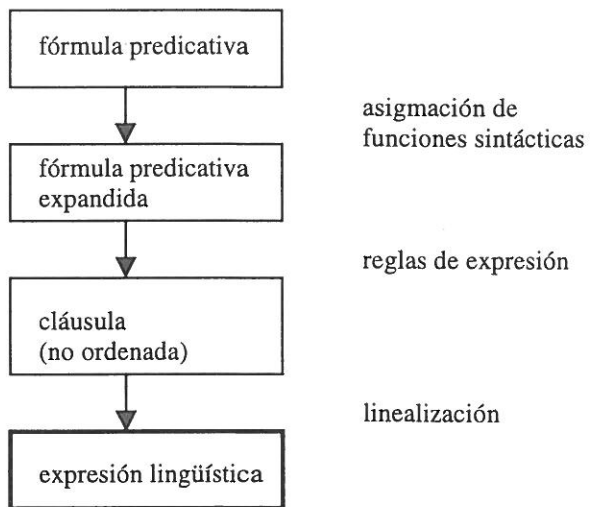 fórmula predicativa
asigmación de
funciones sintácticas
fórmula predicativa
expandida
reglas de expresión
cláusula
(no ordenada)
linealización
expresión lingüística